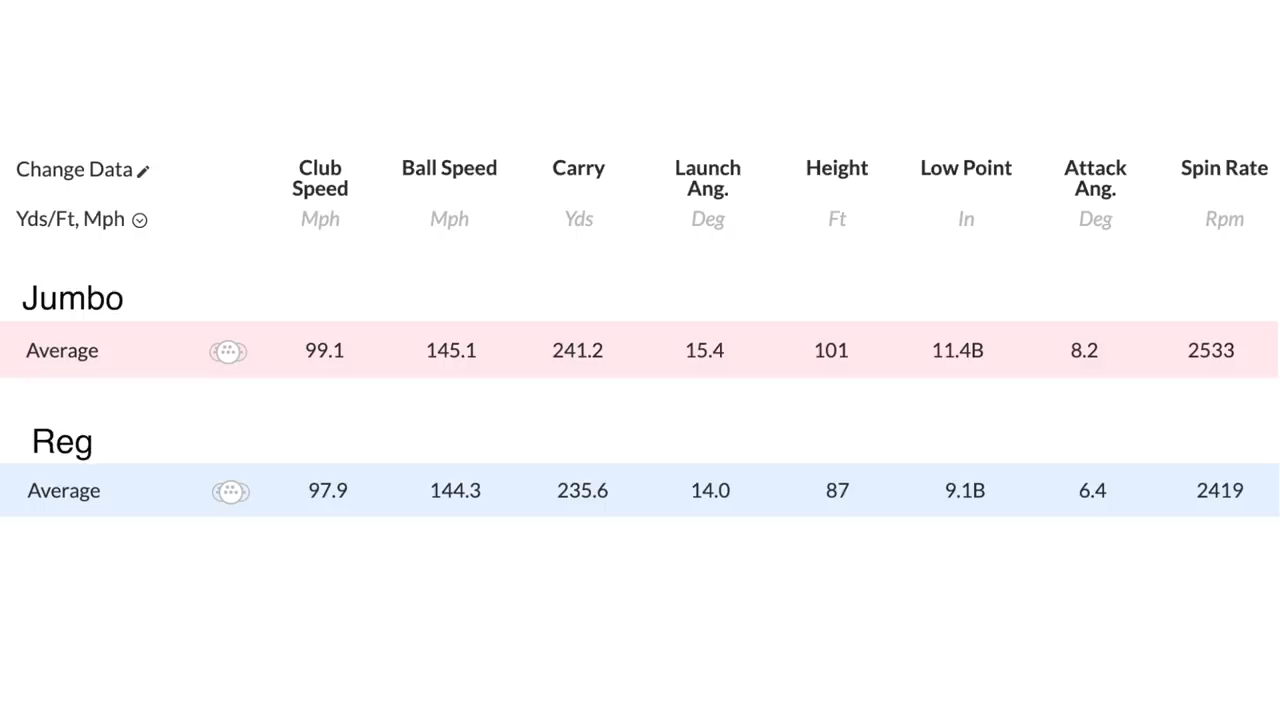 Change Data Club Speed Ball Speed Carry Launch Ang. Height Low Point Attack Ang. Spin Rate
Yds/Ft, Mph Mph Mph Yds Deg Ft In Deg Rpm
Jumbo
Average 99.1 145.1 241.2 15.4 101 11.4B 8.2 2533
Reg
Average 97.9 144.3 235.6 14.0 87 9.1B 6.4 2419